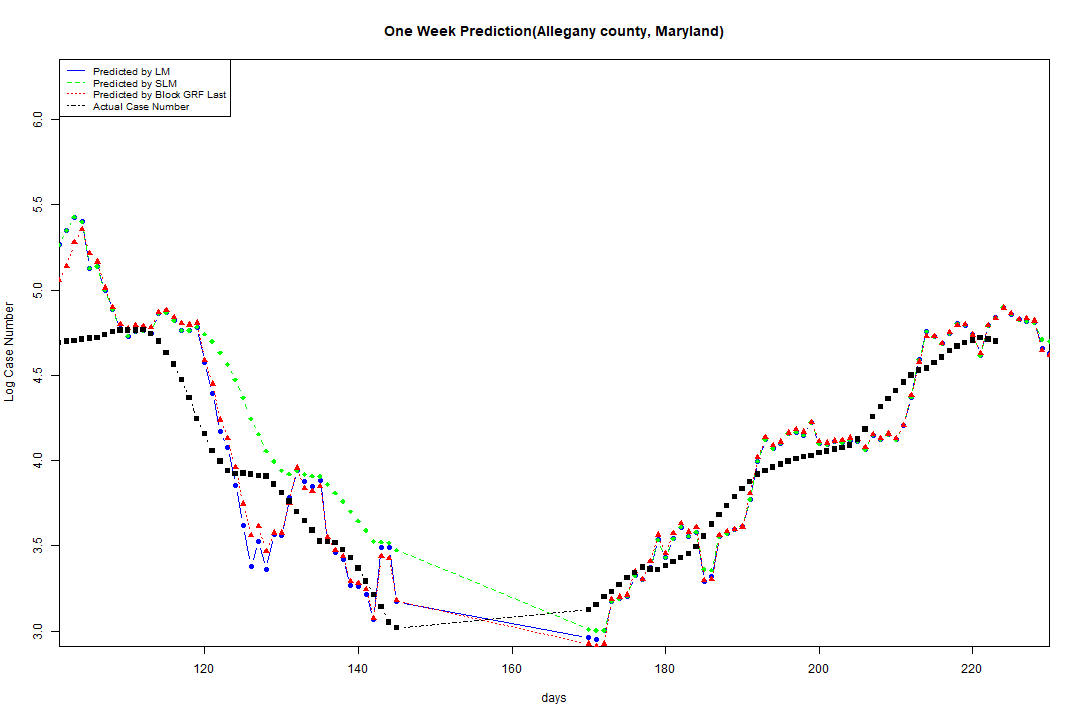 One Week Prediction(Allegany county, Maryland)
Predicted by LM
Predicted by SLM
Predicted by Block GRF Last
Actual Case Number
Log Case Number
6.0
5.5
5.0
4.5
4.0
3.5
3.0
120 140 160 180 200 220
days